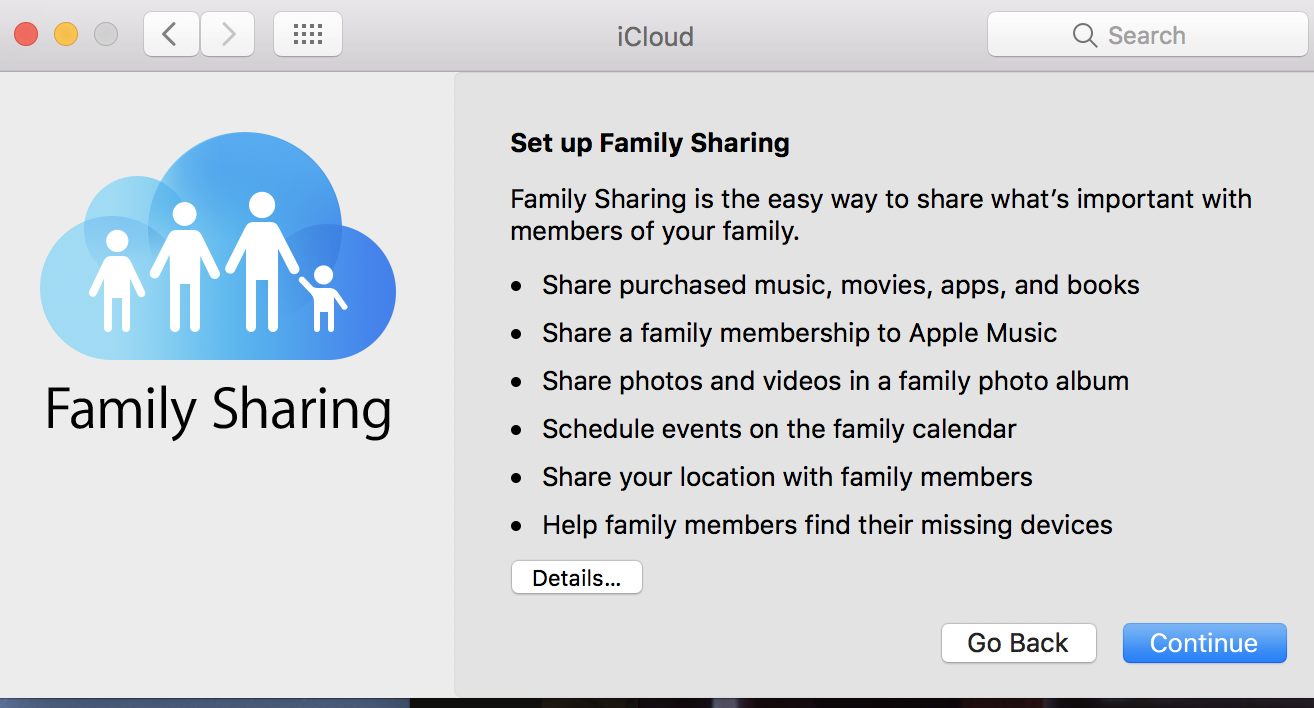 iCloud
Search
Family Sharing
Set up Family Sharing
Family Sharing is the easy way to share what’s important with
members of your family.
• Share purchased music, movies, apps, and books
• Share a family membership to Apple Music
• Share photos and videos in a family photo album
• Schedule events on the family calendar
• Share your location with family members
• Help family members find their missing devices
Details...
Go Back
Continue